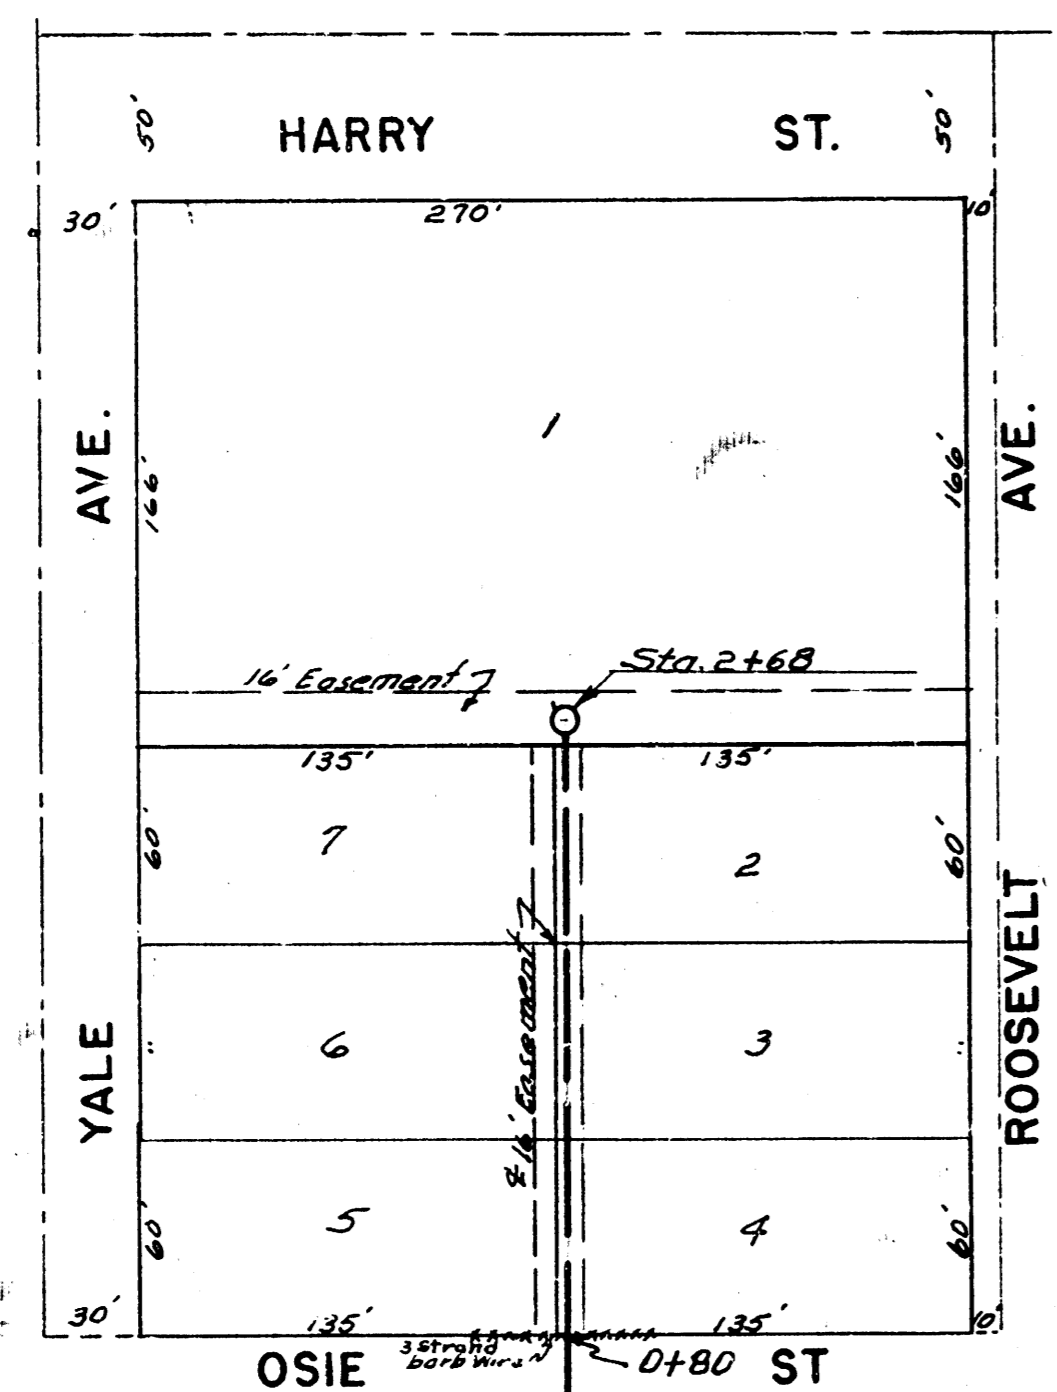 50'
HARRY ST.
50'
30'
270'
10'
1
AVE.
166'
166'
AVE.
16' Easement
Sta. 2+68
135'
135'
60'
7
2
60'
16' Easement
YALE
6
3
ROOSEVELT
5
4
60'
60'
30'
135'
135'
10'
3 strand
barb wire
0+80
OSIE ST